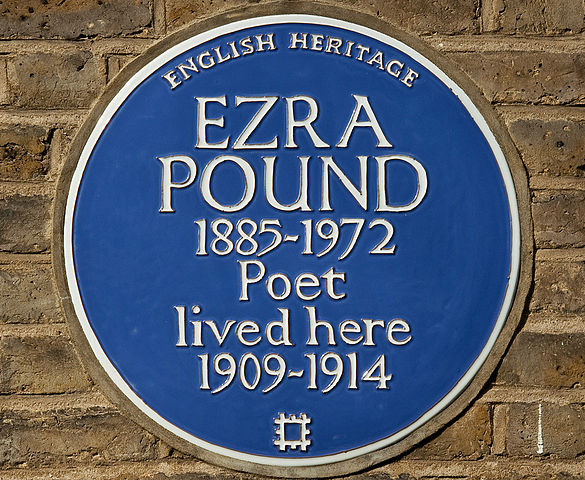 ENGLISH HERITAGE
EZRA
POUND
1885-1972
Poet
lived here
1909-1914